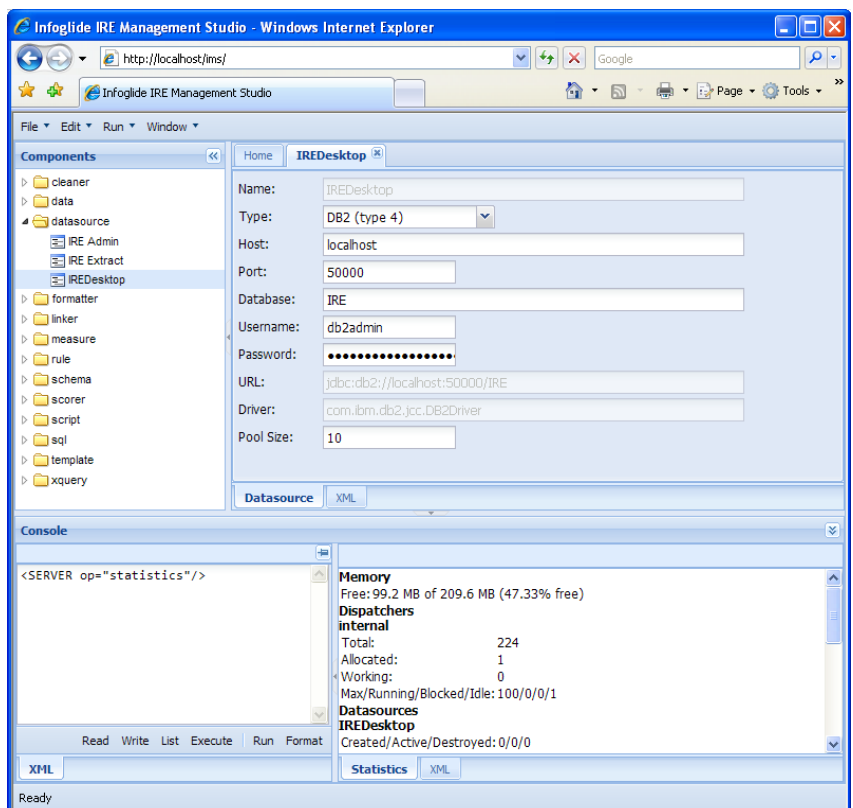 Infoglide IRE Management Studio - Windows Internet Explorer
http://localhost/ims/
Google
Infoglide IRE Management Studio
Page Tools »
File Edit Run Window
Components
cleaner
data
datasource
IRE Admin
IRE Extract
IREDesktop
formatter
linker
measure
rule
schema
scorer
script
sql
template
xquery
Home IREDesktop
Name: IREDesktop
Type: DB2 (type 4)
Host: localhost
Port: 50000
Database: IRE
Username: db2admin
Password: ●●●●●●●●●●●●●●●●●
URL: jdbc:db2://localhost:50000/IRE
Driver: com.ibm.db2.jcc.DB2Driver
Pool Size: 10
Datasource XML
Console
<SERVER op="statistics"/>
Read Write List Execute Run Format
XML
Memory
Free: 99.2 MB of 209.6 MB (47.33% free)
Dispatchers
internal
Total: 224
Allocated: 1
Working: 0
Max/Running/Blocked/Idle: 100/0/0/1
Datasources
IREDesktop
Created/Active/Destroyed: 0/0/0
Statistics XML
Ready